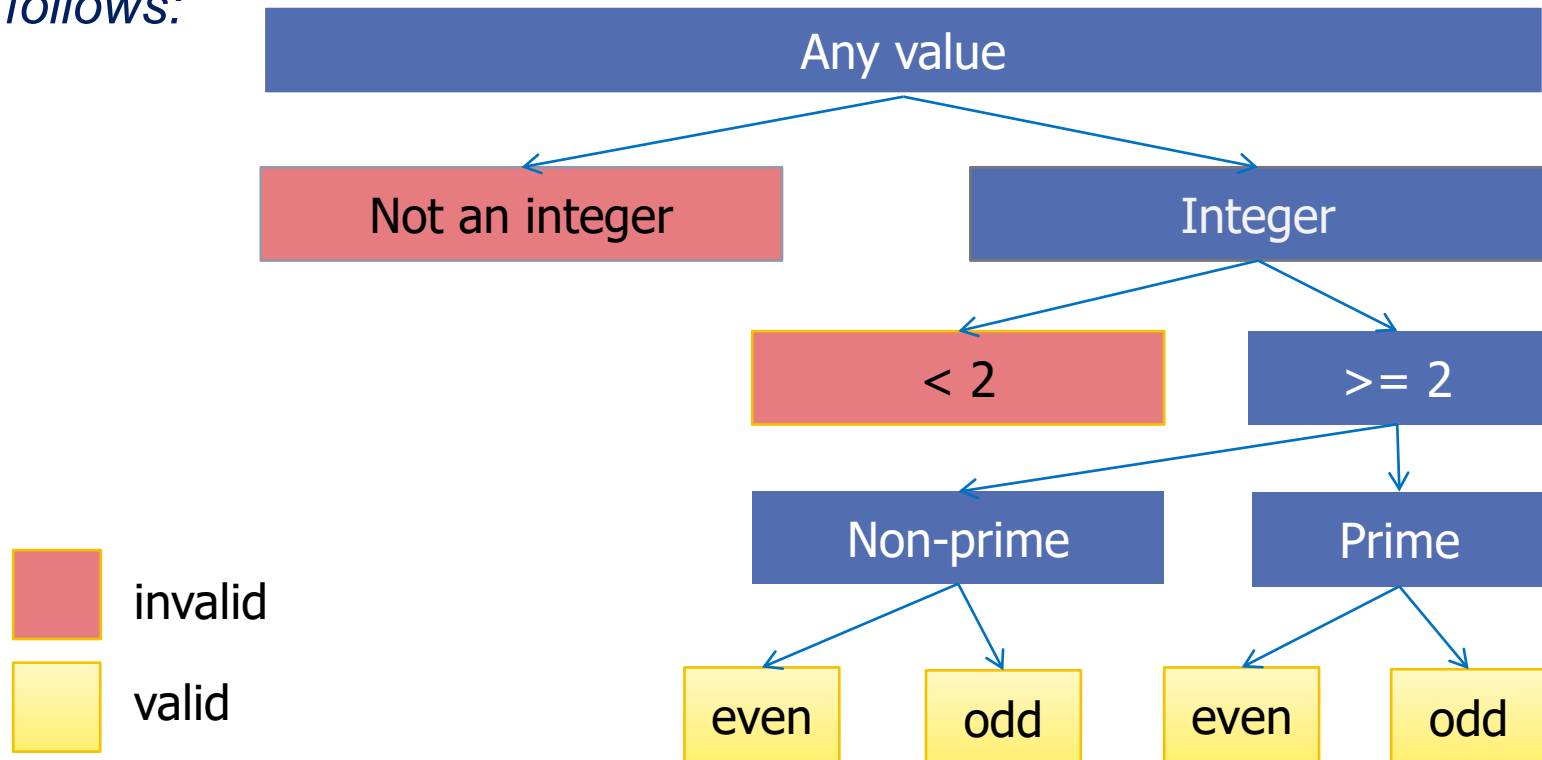 follows:
Any value
Not an integer
Integer
< 2
>= 2
Non-prime
Prime
invalid
valid
even
odd
even
odd